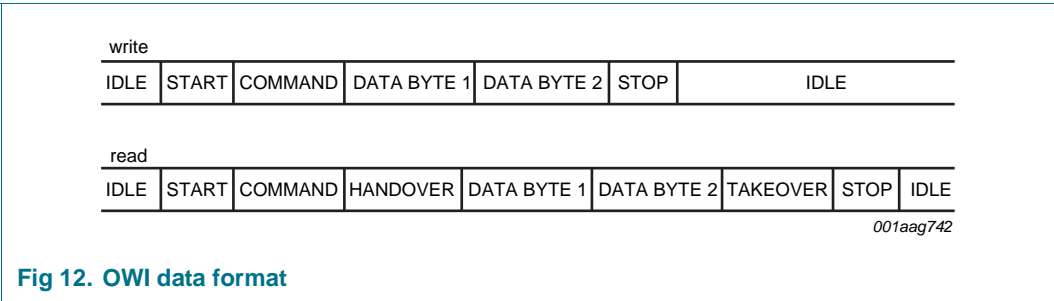 write
IDLE START COMMAND DATA BYTE 1 DATA BYTE 2 STOP IDLE
read
IDLE START COMMAND HANDOVER DATA BYTE 1 DATA BYTE 2 TAKEOVER STOP IDLE
001aag742
Fig 12. OWI data format